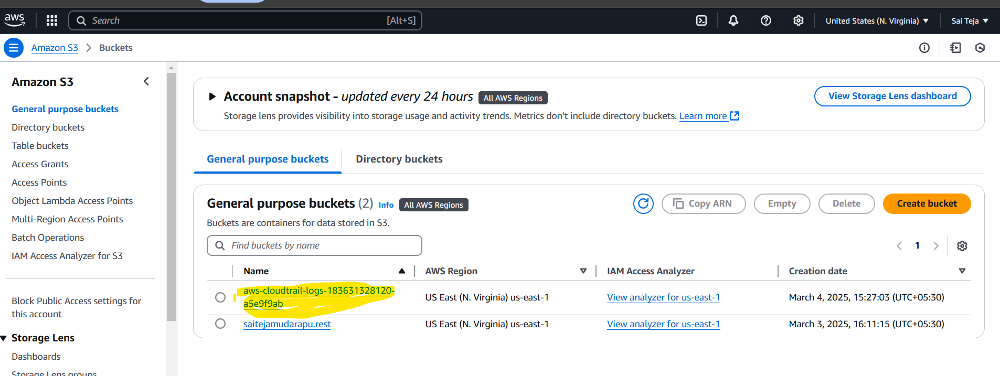 aws
Search
[Alt+S]
United States (N. Virginia)
Sai Teja
Amazon S3
Buckets
Amazon S3
General purpose buckets
Directory buckets
Table buckets
Access Grants
Access Points
Object Lambda Access Points
Multi-Region Access Points
Batch Operations
IAM Access Analyzer for S3
Block Public Access settings for
this account
Storage Lens
Dashboards
Storage Lens groups
Account snapshot - updated every 24 hours
All AWS Regions
View Storage Lens dashboard
Storage lens provides visibility into storage usage and activity trends. Metrics don't include directory buckets. Learn more
General purpose buckets
Directory buckets
General purpose buckets (2) Info
All AWS Regions
Copy ARN
Empty
Delete
Create bucket
Buckets are containers for data stored in S3.
Find buckets by name
1
Name
AWS Region
IAM Access Analyzer
Creation date
aws-cloudtrail-logs-183631328120-
a5e9f9ab
US East (N. Virginia) us-east-1
View analyzer for us-east-1
March 4, 2025, 15:27:03 (UTC+05:30)
saitejamudarapu.rest
US East (N. Virginia) us-east-1
View analyzer for us-east-1
March 3, 2025, 16:11:15 (UTC+05:30)